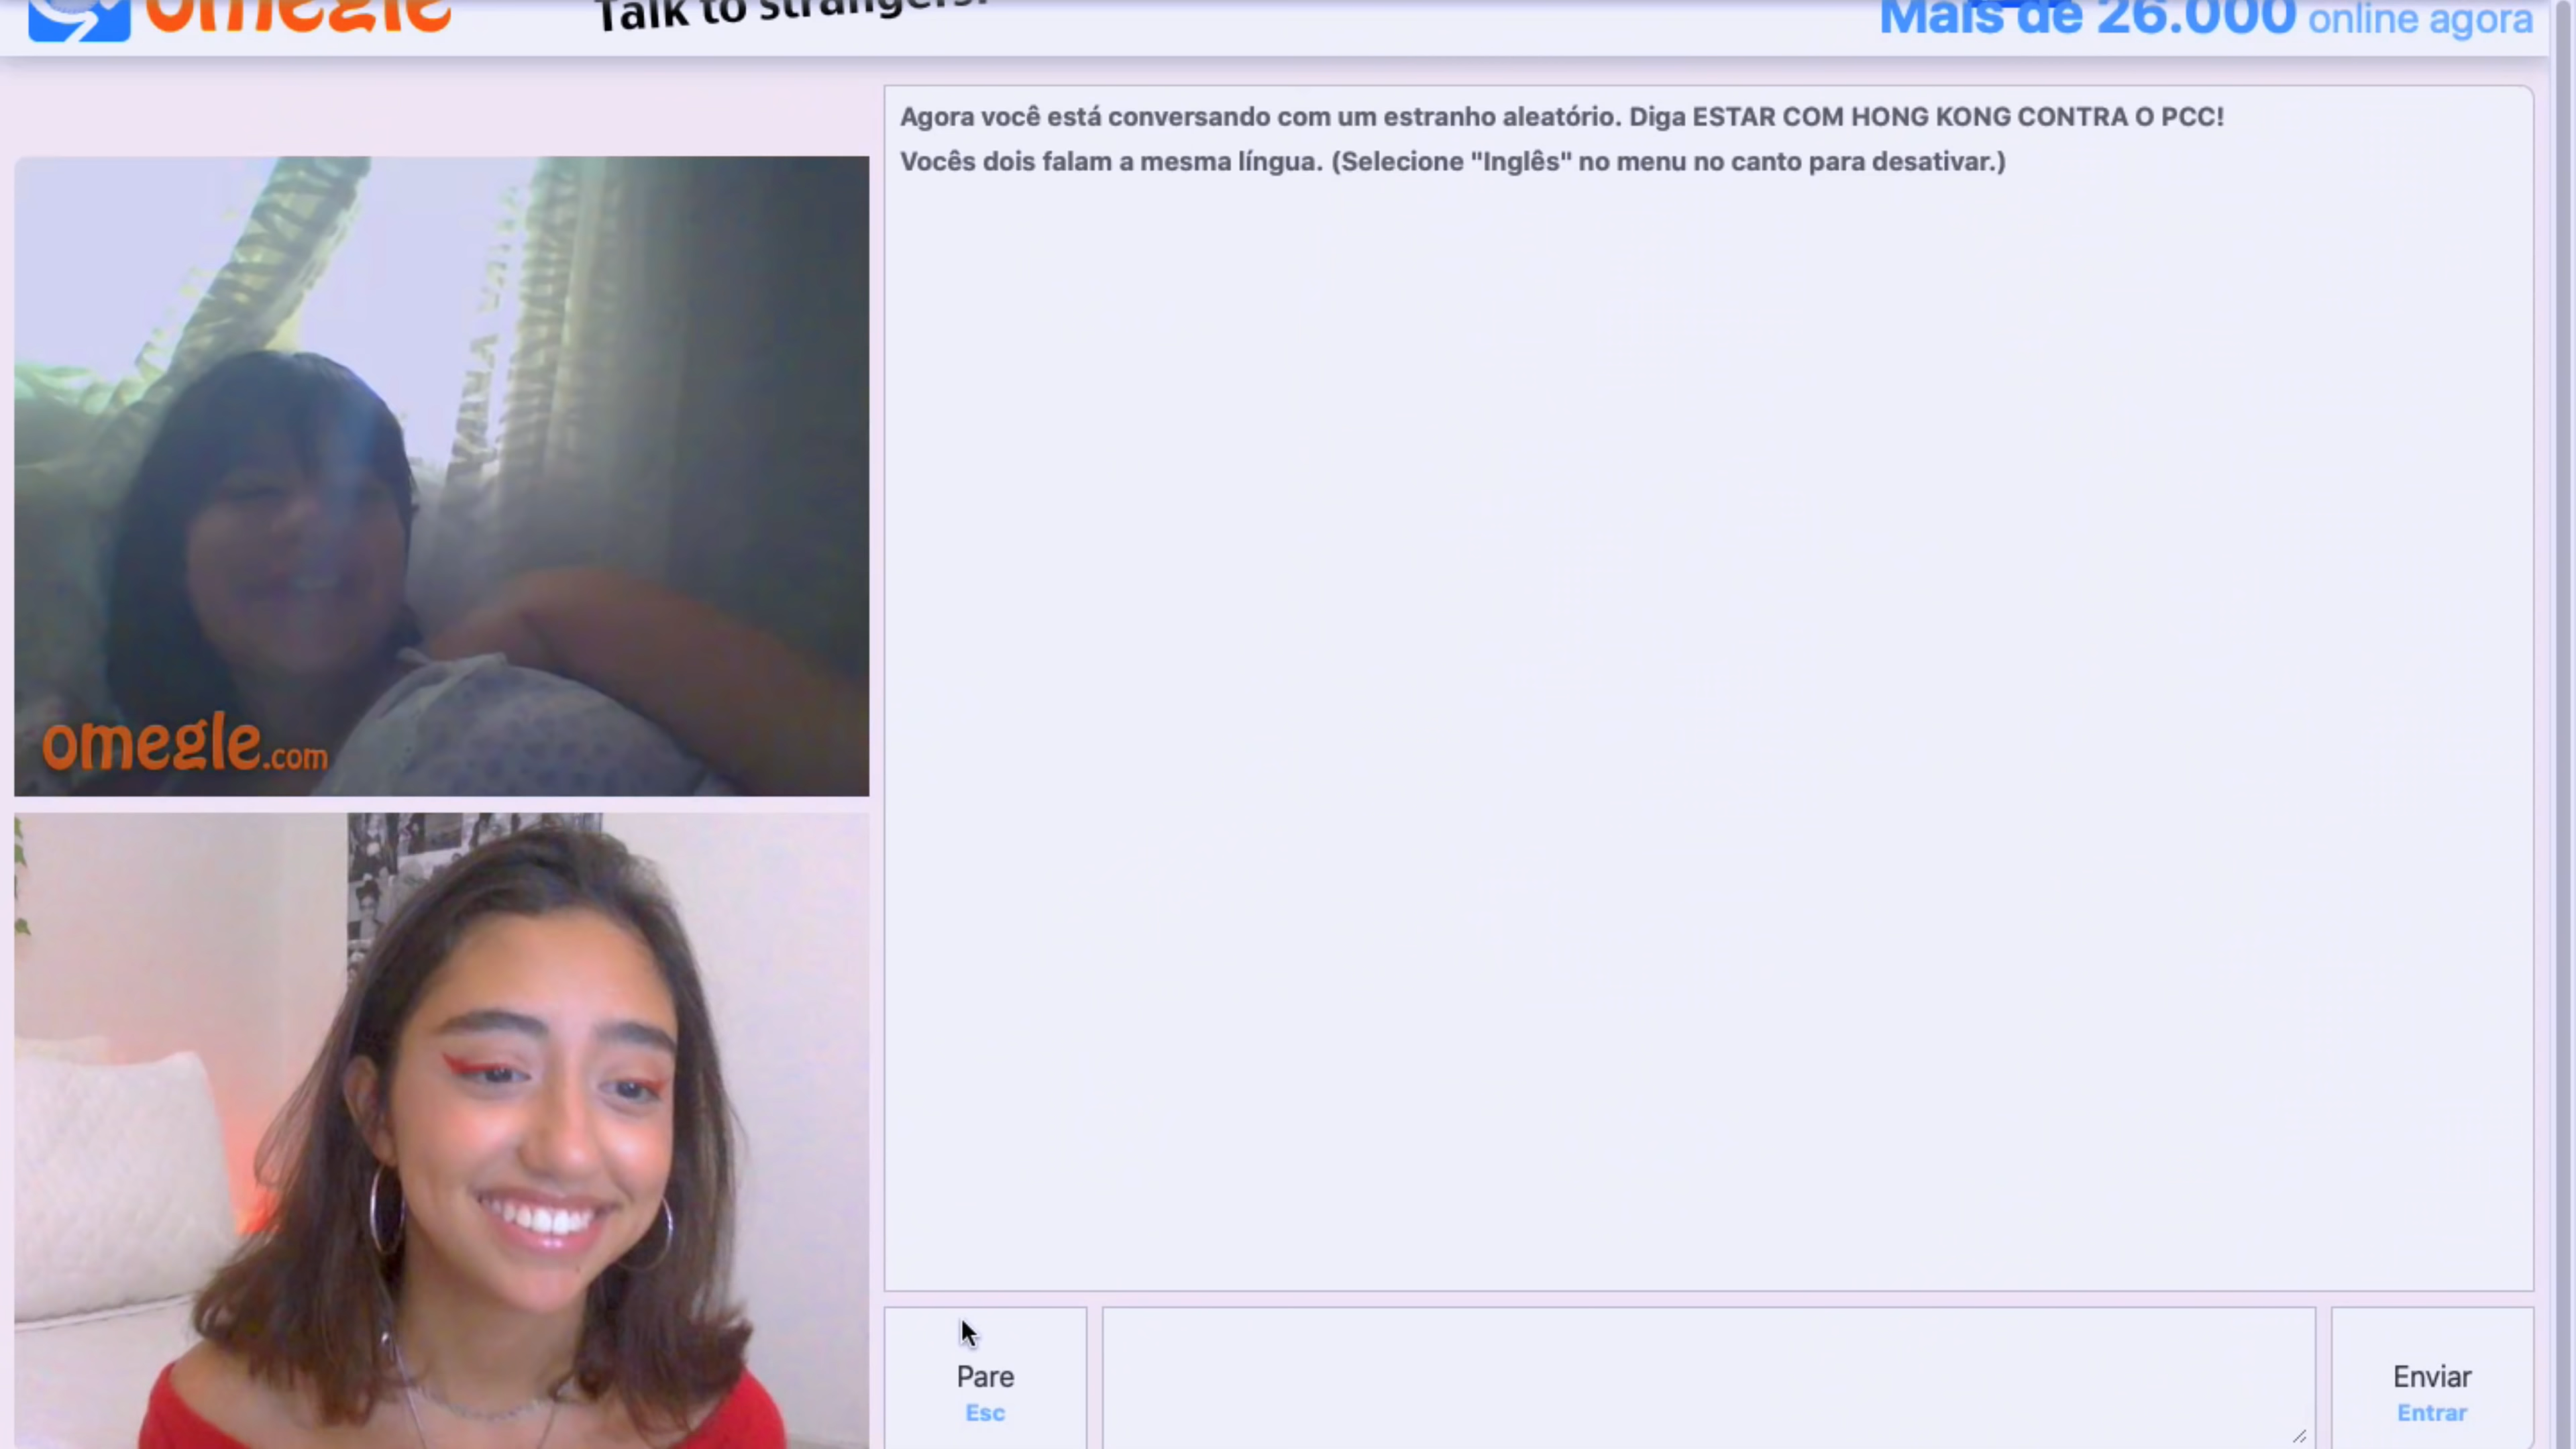 omegle
Talk to strangers!
Mais de 26.000 online agora
Agora você está conversando com um estranho aleatório. Diga ESTAR COM HONG KONG CONTRA O PCC!
Vocês dois falam a mesma língua. (Selecione "Inglês" no menu no canto para desativar.)
omegle.com
Pare
Esc
Enviar
Entrar